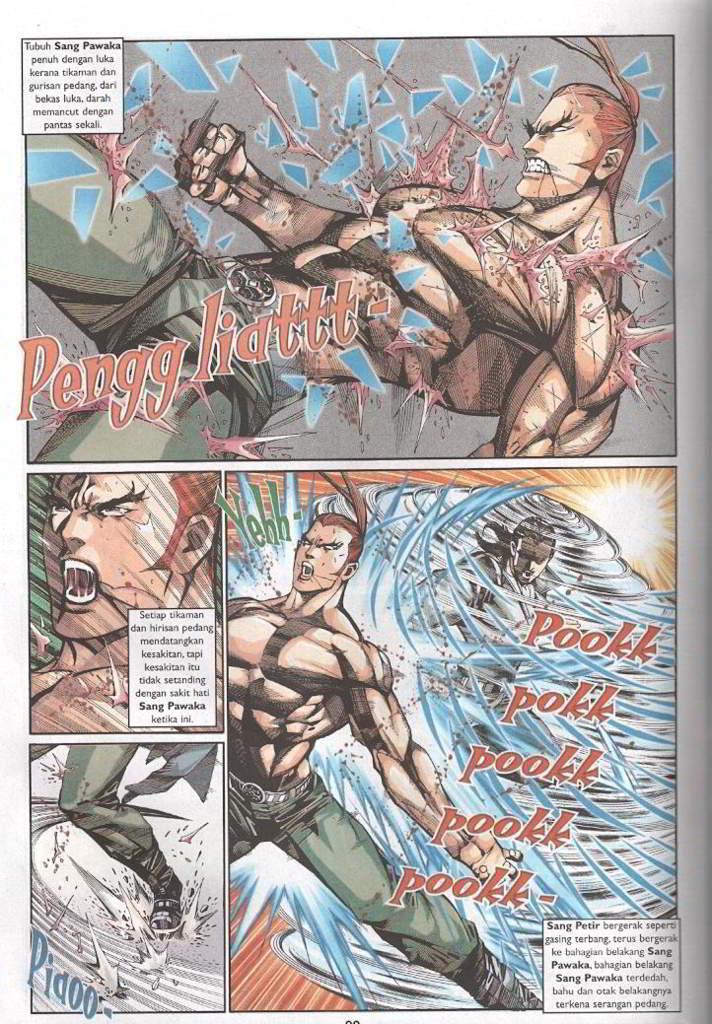 Tubuh Sang Pawaka
penuh dengan luka
kerana tikaman dan
gurisan pedang, dari
bekas luka, darah
memancut dengan
pantas sekali.
Pengg liattt -
Setiap tikaman
dan hirisan pedang
mendatangkan
kesakitan, tapi
kesakitan itu
tidak setanding
dengan sakit hati
Sang Pawaka
ketika ini.
Yehh -
Pookk
pokk
pookk
pookk
pookk -
Piaoo -
Sang Petir bergerak seperti
gasing terbang, terus bergerak
ke bahagian belakang Sang
Pawaka, bahagian belakang
Sang Pawaka terdedah,
bahu dan otak belakangnya
terkena serangan pedang.